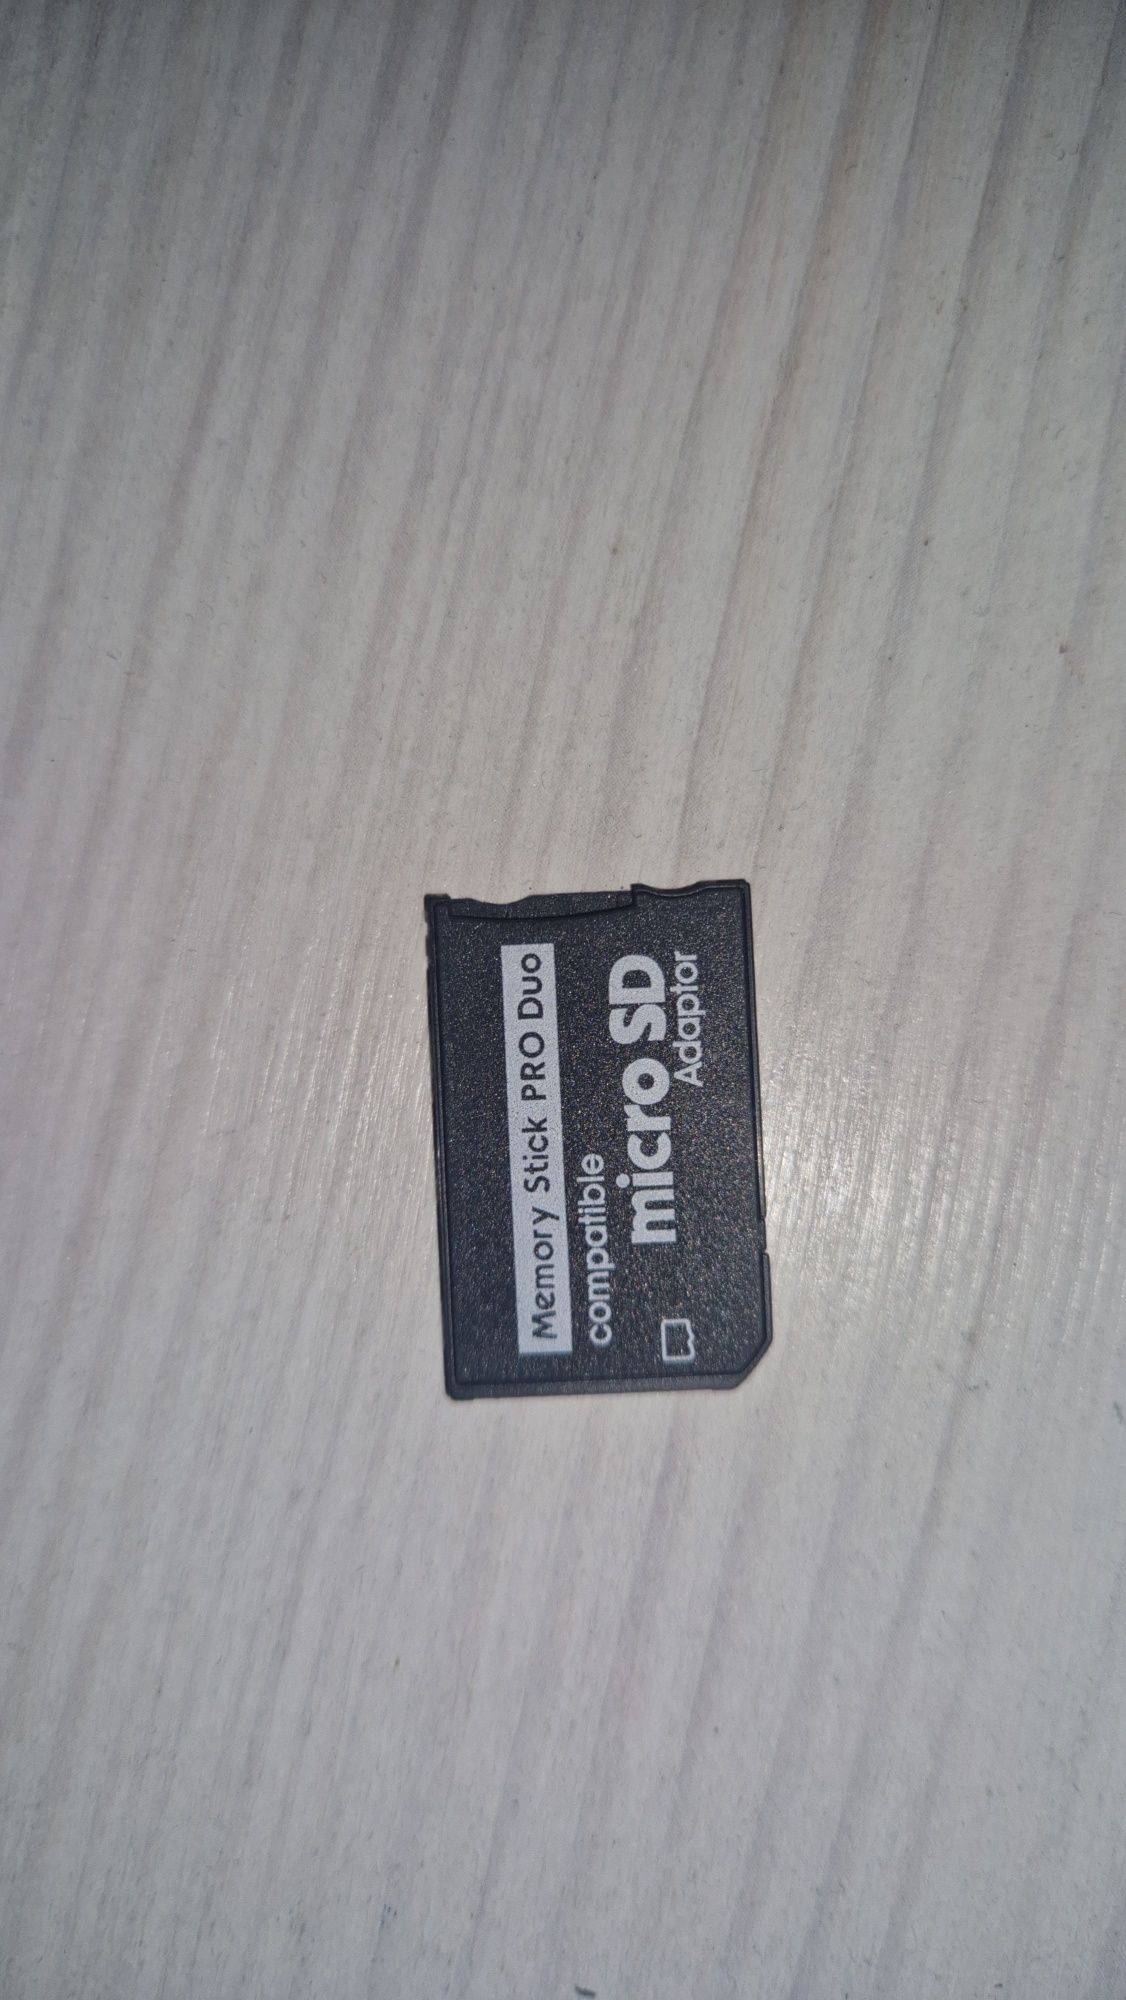 Memory Stick PRO Duo
compatible
micro SD
Adaptor